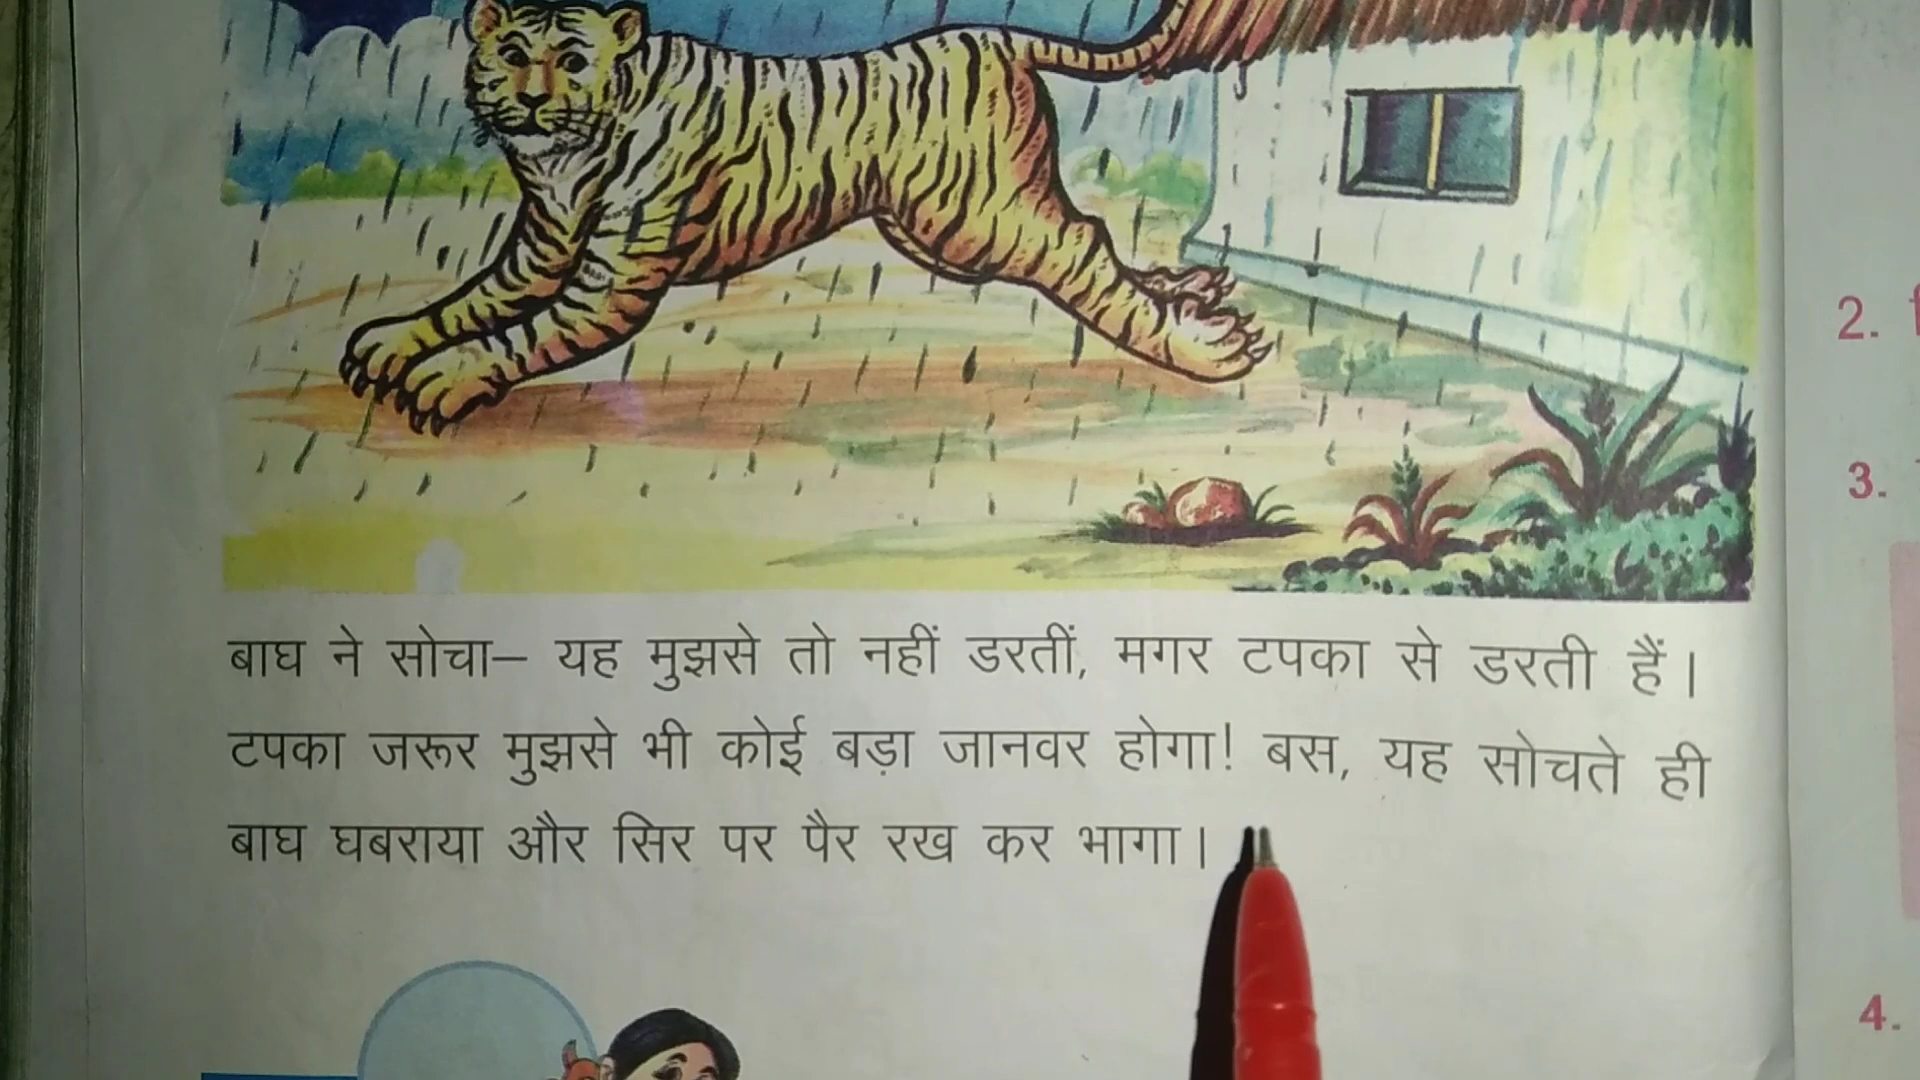 बाघ ने सोचा– यह मुझसे तो नहीं डरतीं, मगर टपका से डरती हैं।
टपका जरूर मुझसे भी कोई बड़ा जानवर होगा! बस, यह सोचते ही
बाघ घबराया और सिर पर पैर रख कर भागा।
2.
3.
4.